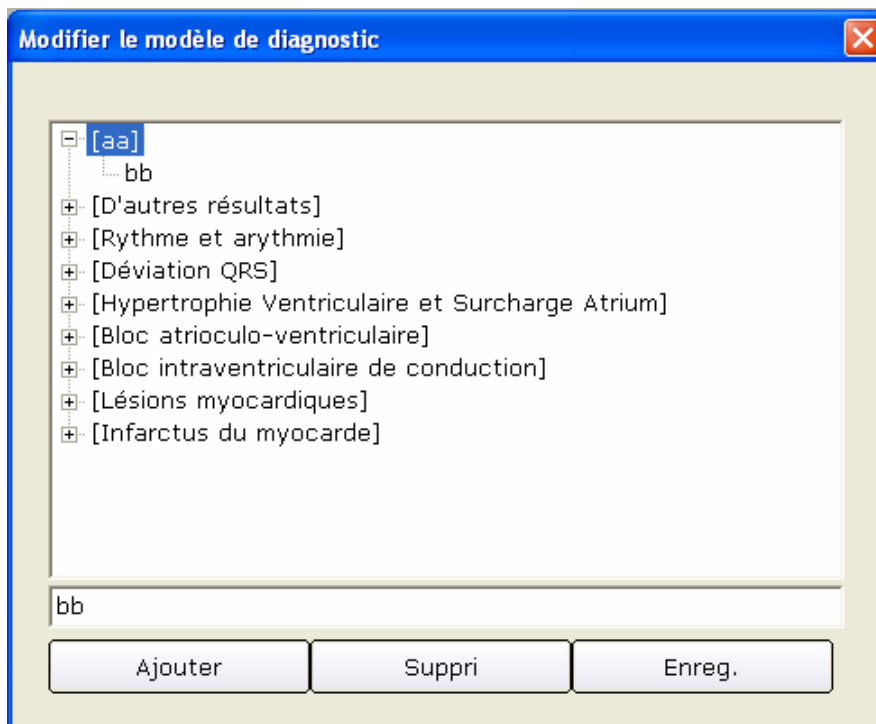 Modifier le modèle de diagnostic
[aa]
bb
[D'autres résultats]
[Rythme et arythmie]
[Déviation QRS]
[Hypertrophie Ventriculaire et Surcharge Atrium]
[Bloc atrioculo-ventriculaire]
[Bloc intraventriculaire de conduction]
[Lésions myocardiques]
[Infarctus du myocarde]
bb
Ajouter Suppri Enreg.